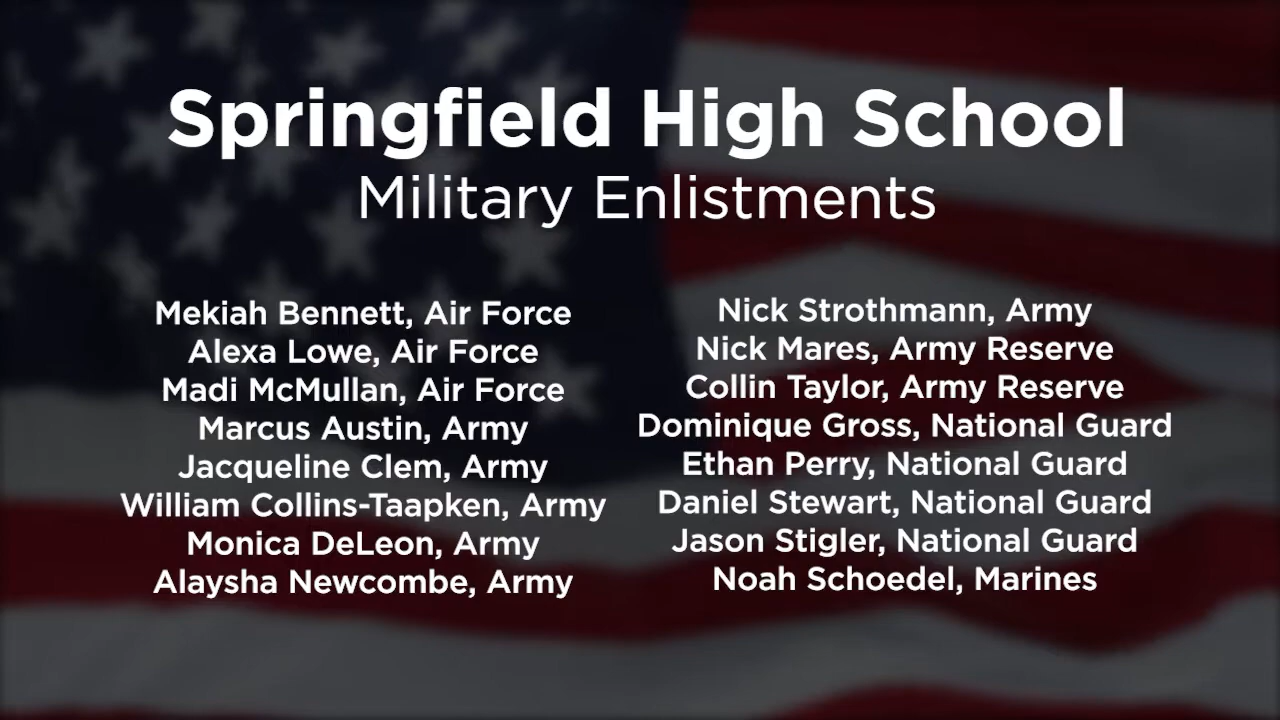 Springfield High School
Military Enlistments
Mekiah Bennett, Air Force
Alexa Lowe, Air Force
Madi McMullan, Air Force
Marcus Austin, Army
Jacqueline Clem, Army
William Collins-Taapken, Army
Monica DeLeon, Army
Alaysha Newcombe, Army
Nick Strothmann, Army
Nick Mares, Army Reserve
Collin Taylor, Army Reserve
Dominique Gross, National Guard
Ethan Perry, National Guard
Daniel Stewart, National Guard
Jason Stigler, National Guard
Noah Schoedel, Marines